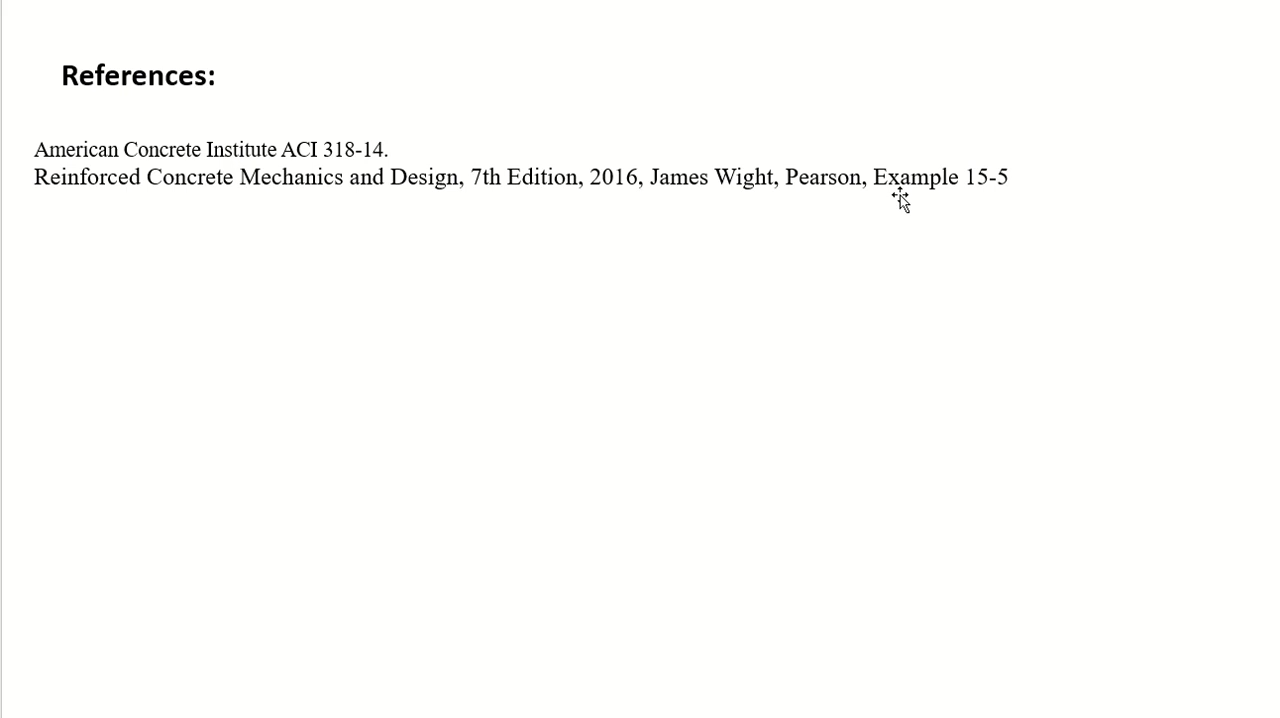 References:
American Concrete Institute ACI 318-14.
Reinforced Concrete Mechanics and Design, 7th Edition, 2016, James Wight, Pearson, Example 15-5